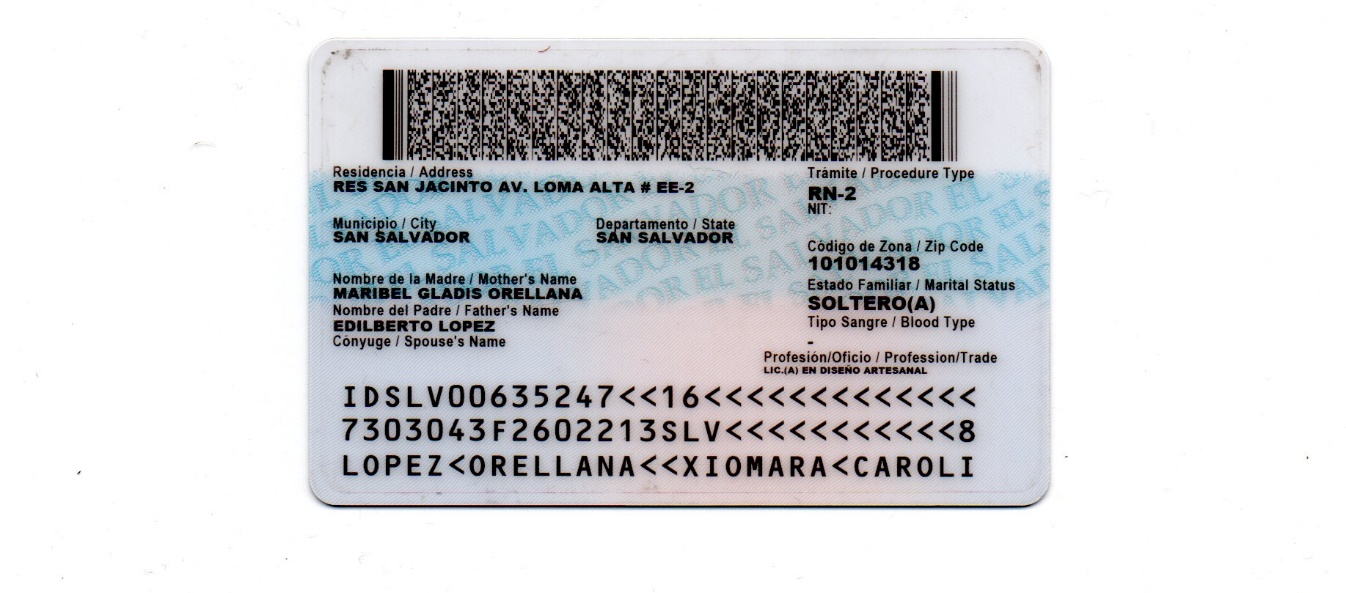 Residencia / Address
RES SAN JACINTO AV. LOMA ALTA # EE-2
Trámite / Procedure Type
RN-2
NIT:
Municipio / City
SAN SALVADOR
Departamento / State
SAN SALVADOR
Código de Zona / Zip Code
101014318
Nombre de la Madre / Mother's Name
MARIBEL GLADIS ORELLANA
Estado Familiar / Marital Status
SOLTERO(A)
Nombre del Padre / Father's Name
EDILBERTO LOPEZ
Tipo Sangre / Blood Type
-
Cónyuge / Spouse's Name
Profesión/Oficio / Profession/Trade
LIC.(A) EN DISEÑO ARTESANAL
IDSLV00635247<<16<<<<<<<<<<<<<
7303043F2602213SLV<<<<<<<<<<<8
LOPEZ<ORELLANA<<XIOMARA<CAROLI